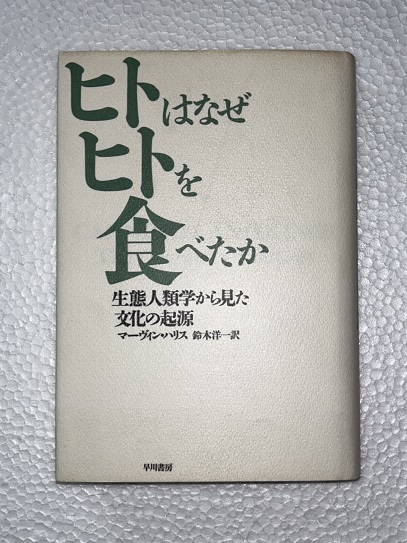 ヒトはなぜ
ヒトを
食べたか
生態人類学から見た
文化の起源
マーヴィン・ハリス 鈴木洋一訳
早川書房